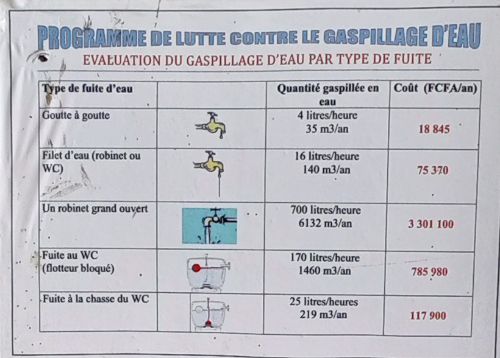 PROGRAMME DE LUTTE CONTRE LE GASPILLAGE D'EAU
EVALUATION DU GASPILLAGE D'EAU PAR TYPE DE FUITE
Type de fuite d'eau
Quantité gaspillée en
eau
Coût (FCFA/an)
Goutte à goutte
4 litres/heure
35 m3/an
18 845
Filet d'eau (robinet ou
WC)
16 litres/heure
140 m3/an
75 370
Un robinet grand ouvert
700 litres/heure
6132 m3/an
3 301 100
Fuite au WC
(flotteur bloqué)
170 litres/heure
1460 m3/an
785 980
Fuite à la chasse du WC
25 litres/heures
219 m3/an
117 900